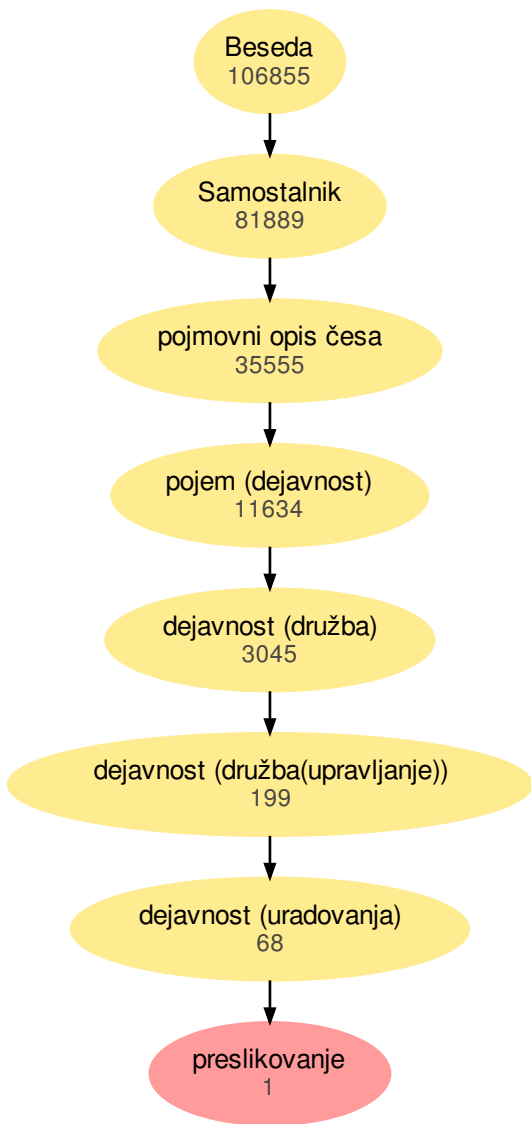 Beseda
106855
Samostalnik
81889
pojmovni opis česa
35555
pojem (dejavnost)
11634
dejavnost (družba)
3045
dejavnost (družba(upravljanje))
199
dejavnost (uradovanja)
68
preslikovanje
1